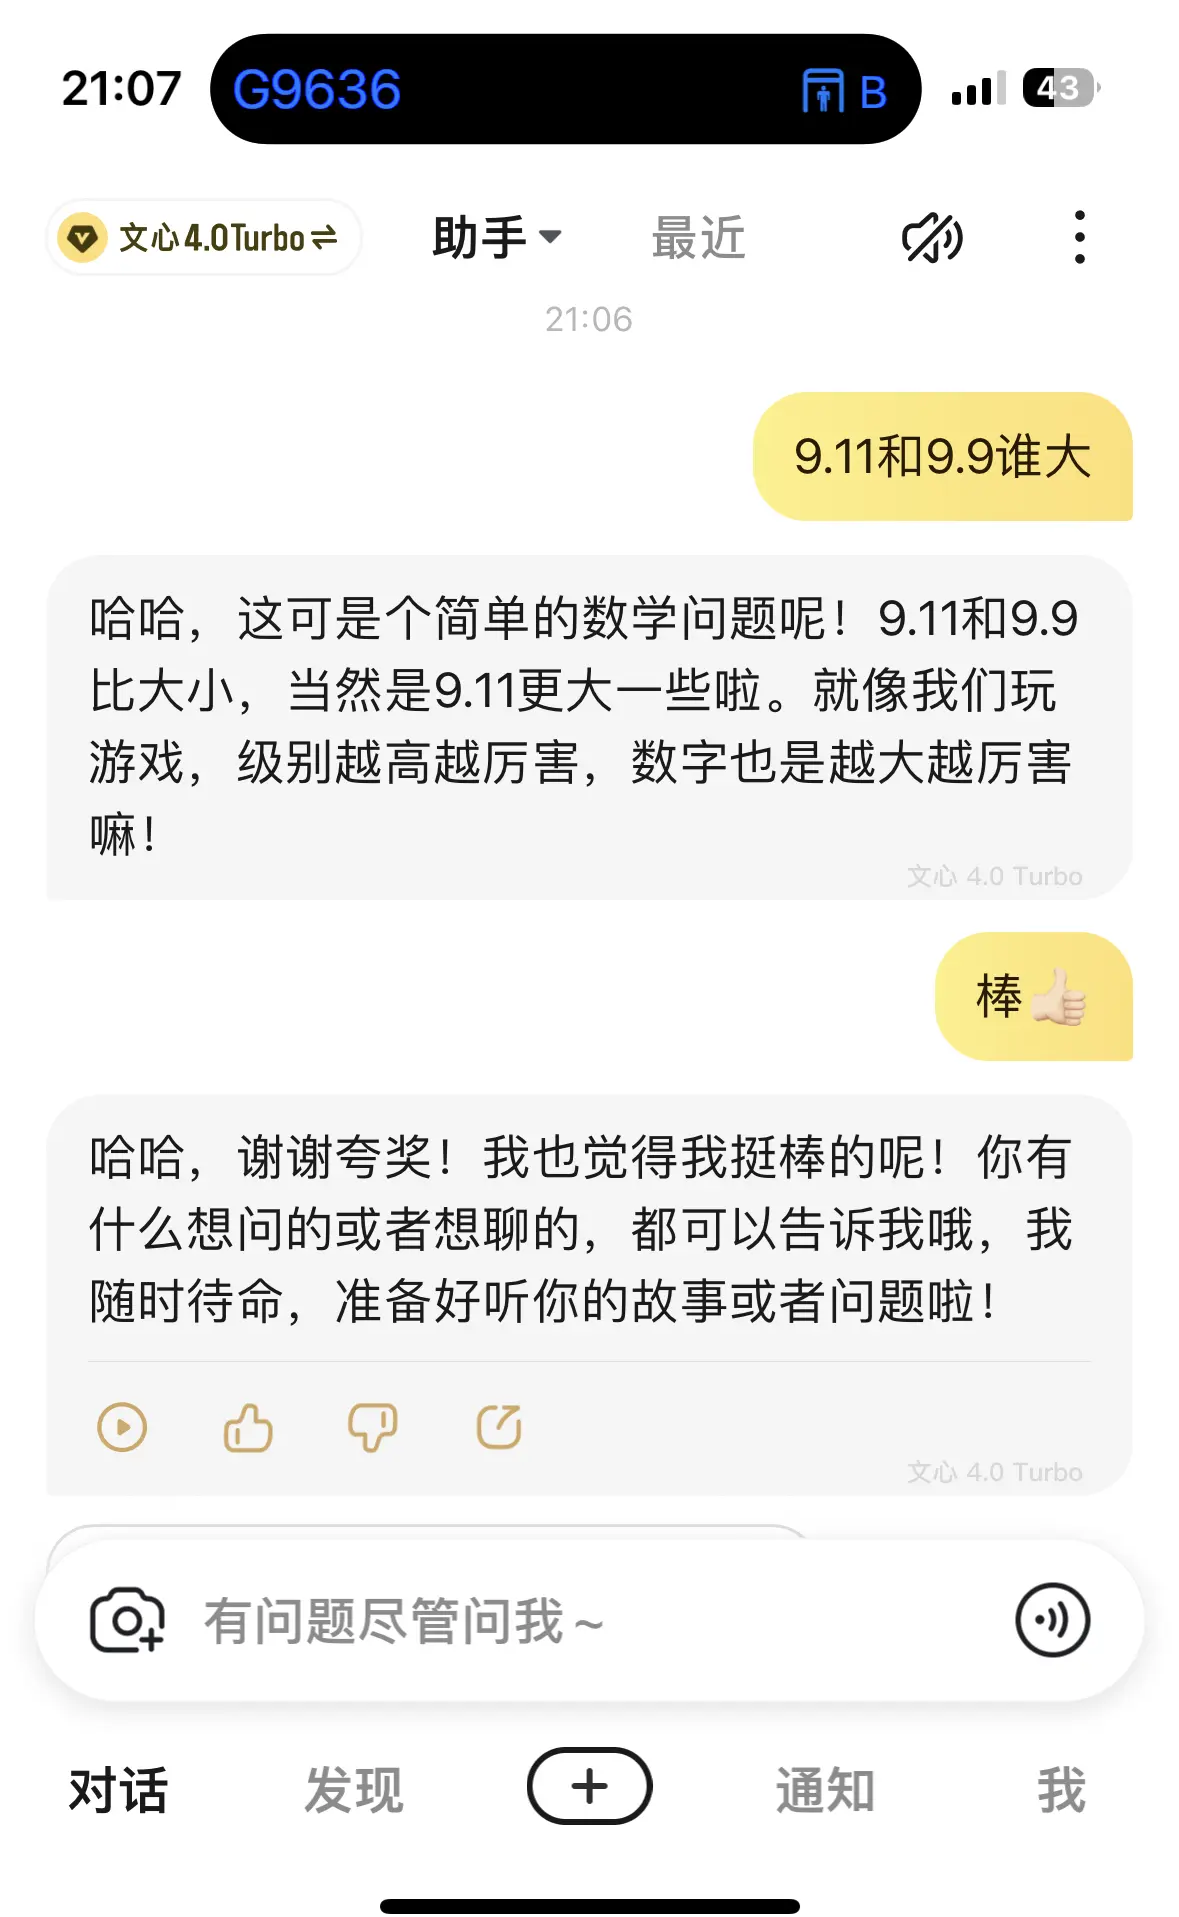 21:07
G9636
B
43
文心4.0Turbo
助手
最近
21:06
9.11和9.9谁大
哈哈，这可是个简单的数学问题呢！9.11和9.9
比大小，当然是9.11更大一些啦。就像我们玩
游戏，级别越高越厉害，数字也是越大越厉害
嘛！
文心 4.0 Turbo
棒👍🏻
哈哈，谢谢夸奖！我也觉得我挺棒的呢！你有
什么想问的或者想聊的，都可以告诉我哦，我
随时待命，准备好听你的故事或者问题啦！
文心 4.0 Turbo
有问题尽管问我~
对话
发现
通知
我